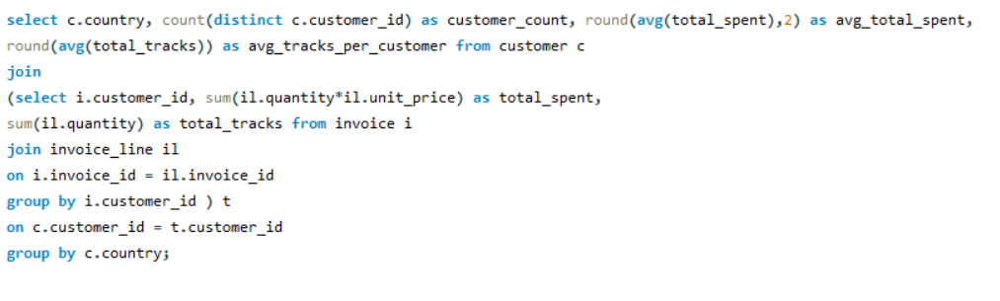 select c.country, count(distinct c.customer_id) as customer_count, round(avg(total_spent),2) as avg_total_spent,
round(avg(total_tracks)) as avg_tracks_per_customer from customer c
join
(select i.customer_id, sum(il.quantity*il.unit_price) as total_spent,
sum(il.quantity) as total_tracks from invoice i
join invoice_line il
on i.invoice_id = il.invoice_id
group by i.customer_id ) t
on c.customer_id = t.customer_id
group by c.country;